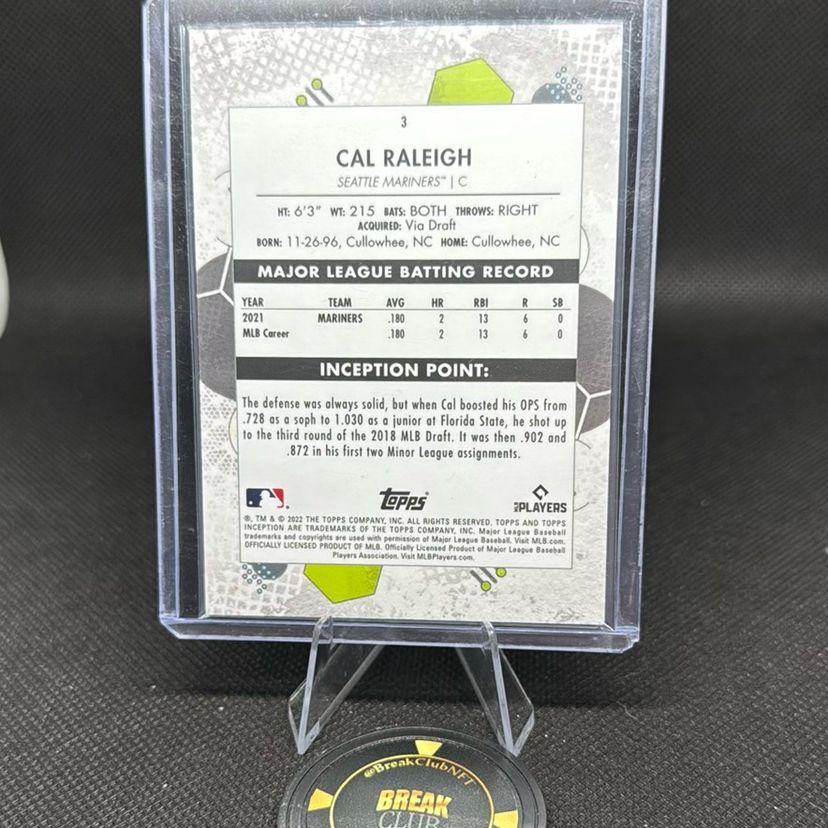 3
CAL RALEIGH
SEATTLE MARINERS™ | C
HT: 6'3" WT: 215 BATS: BOTH THROWS: RIGHT
ACQUIRED: Via Draft
BORN: 11-26-96, Cullowhee, NC HOME: Cullowhee, NC
MAJOR LEAGUE BATTING RECORD
YEAR TEAM AVG HR RBI R SB
2021 MARINERS .180 2 13 6 0
MLB Career .180 2 13 6 0
INCEPTION POINT:
The defense was always solid, but when Cal boosted his OPS from
.728 as a soph to 1.030 as a junior at Florida State, he shot up
to the third round of the 2018 MLB Draft. It was then .902 and
.872 in his first two Minor League assignments.
topps®
MLB PLAYERS
®, TM & © 2022 THE TOPPS COMPANY, INC. ALL RIGHTS RESERVED. TOPPS AND TOPPS
INCEPTION ARE TRADEMARKS OF THE TOPPS COMPANY, INC. Major League Baseball
trademarks and copyrights are used with permission of Major League Baseball. Visit MLB.com.
OFFICIALLY LICENSED PRODUCT OF MLB. Officially Licensed Product of Major League Baseball
Players Association. Visit MLBPlayers.com.
@BreakClubNFT
BREAK
CLUB